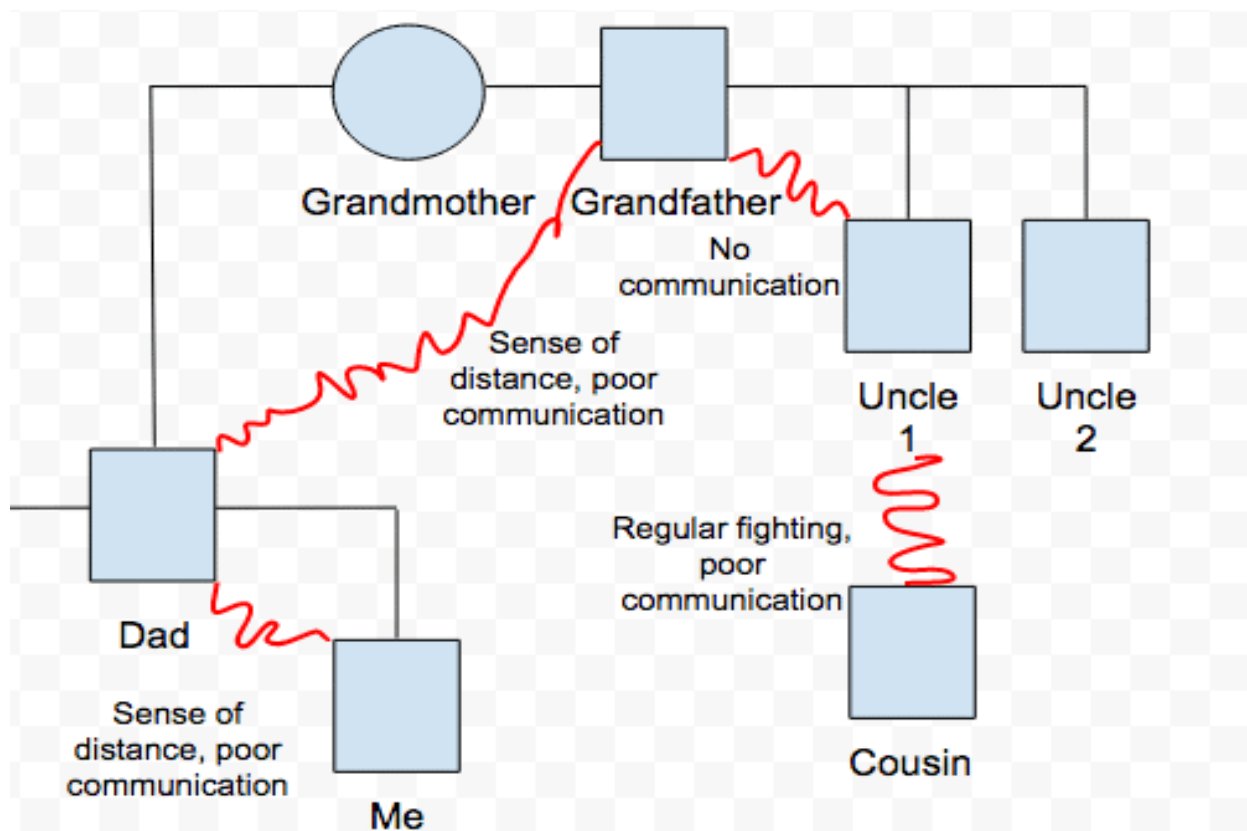 Grandmother
Grandfather
No
communication
Sense of
distance, poor
communication
Uncle
1
Uncle
2
Regular fighting,
poor
communication
Dad
Sense of
distance, poor
communication
Me
Cousin